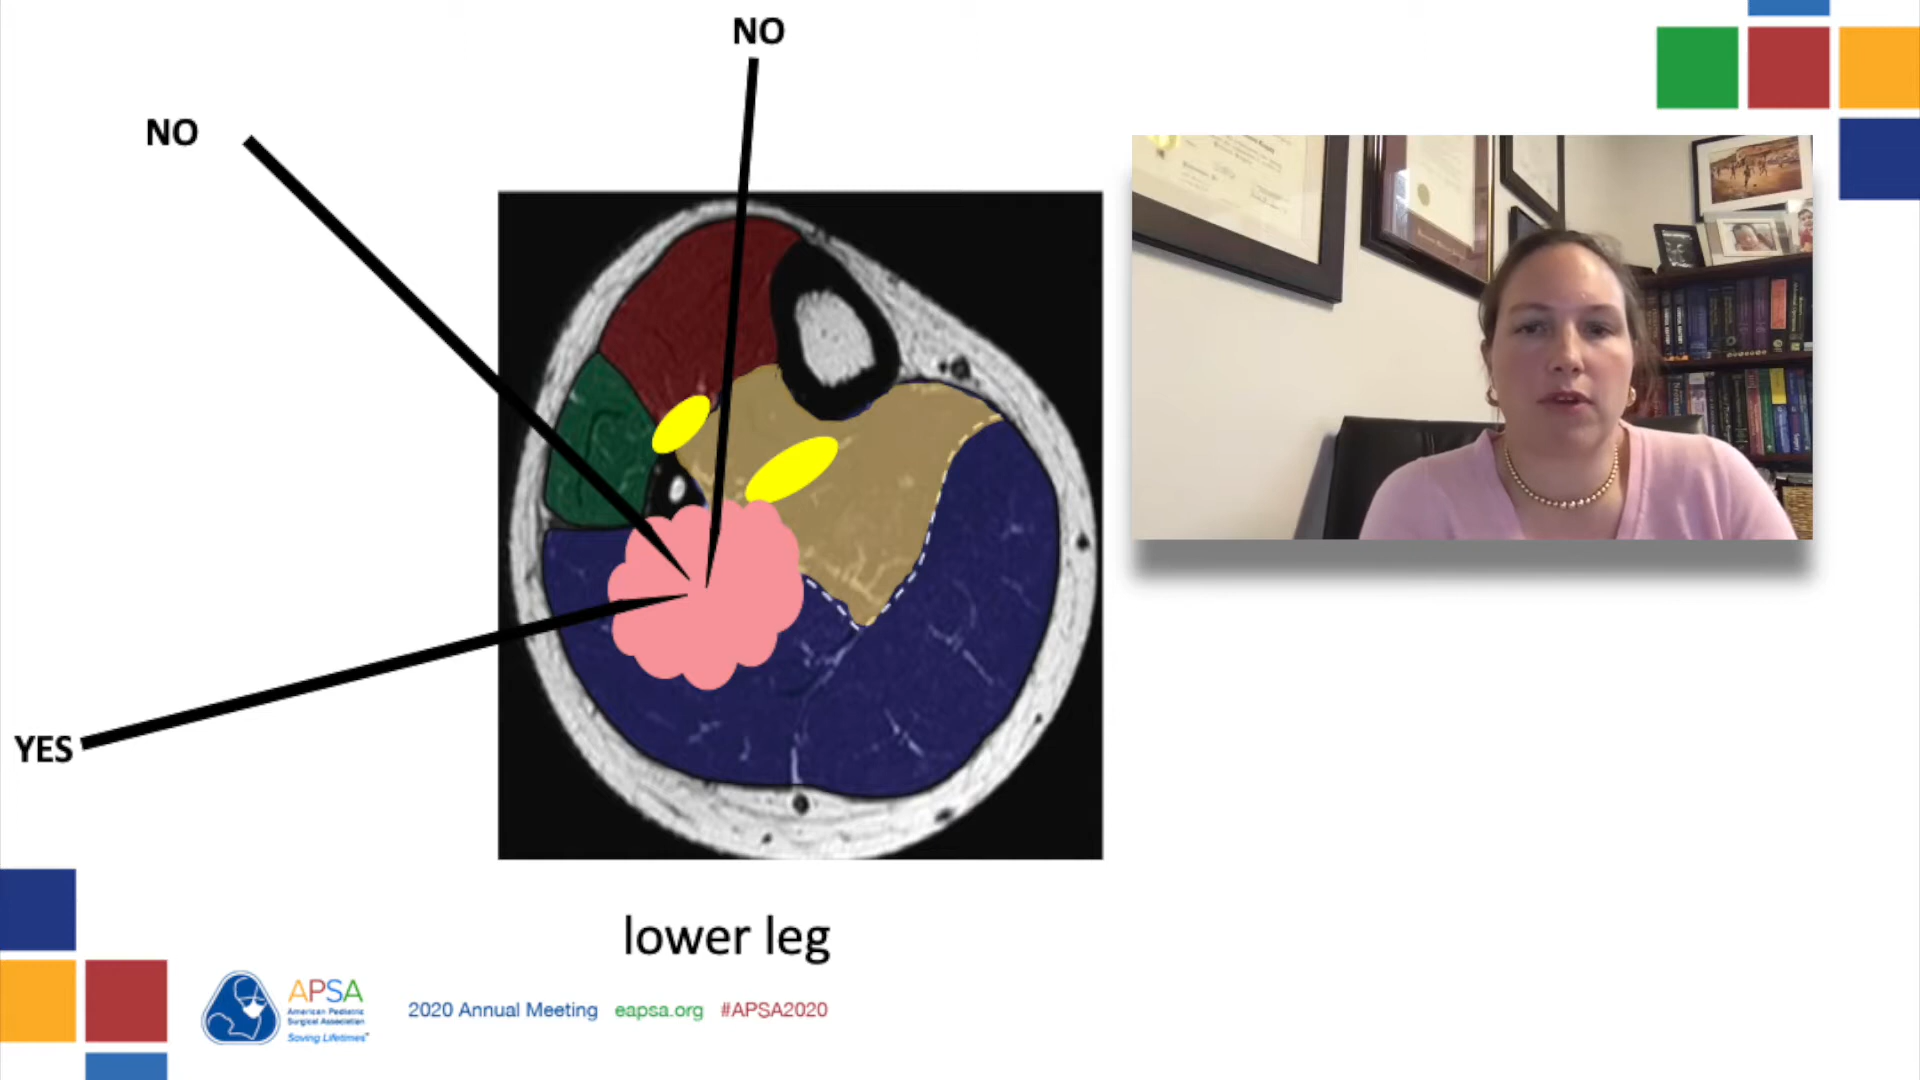 NO
NO
YES
lower leg
APSA
American Pediatric
Surgical Association
Saving Lifetimes
2020 Annual Meeting eapsa.org #APSA2020